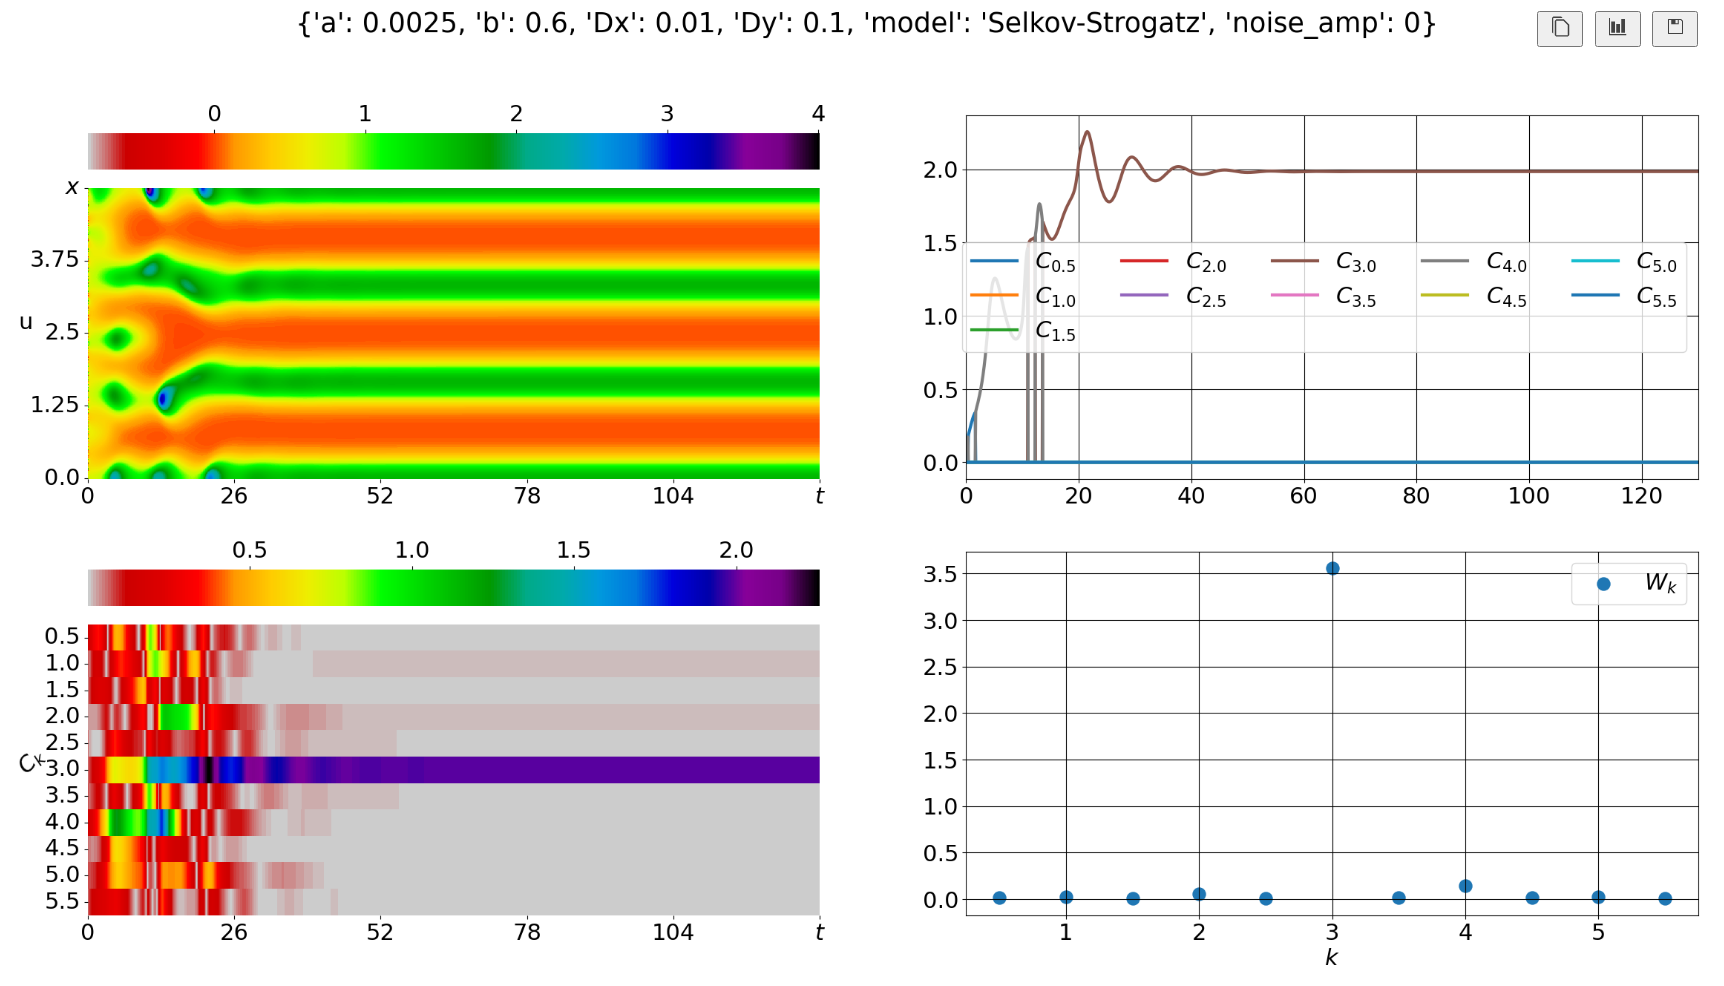 {'a': 0.0025, 'b': 0.6, 'Dx': 0.01, 'Dy': 0.1, 'model': 'Selkov-Strogatz', 'noise_amp': 0}
0 1 2 3 4
x
3.75
u 2.5
1.25
0.0
0 26 52 78 104 t
2.0
1.5
1.0
0.5
0.0
C0.5 C2.0 C3.0 C4.0 C5.0
C1.0 C2.5 C3.5 C4.5 C5.5
C1.5
0 20 40 60 80 100 120
0.5 1.0 1.5 2.0
0.5
1.0
1.5
2.0
2.5
Ck 3.0
3.5
4.0
4.5
5.0
5.5
0 26 52 78 104 t
3.5
3.0
2.5
2.0
1.5
1.0
0.5
0.0
Wk
1 2 3 4 5
k